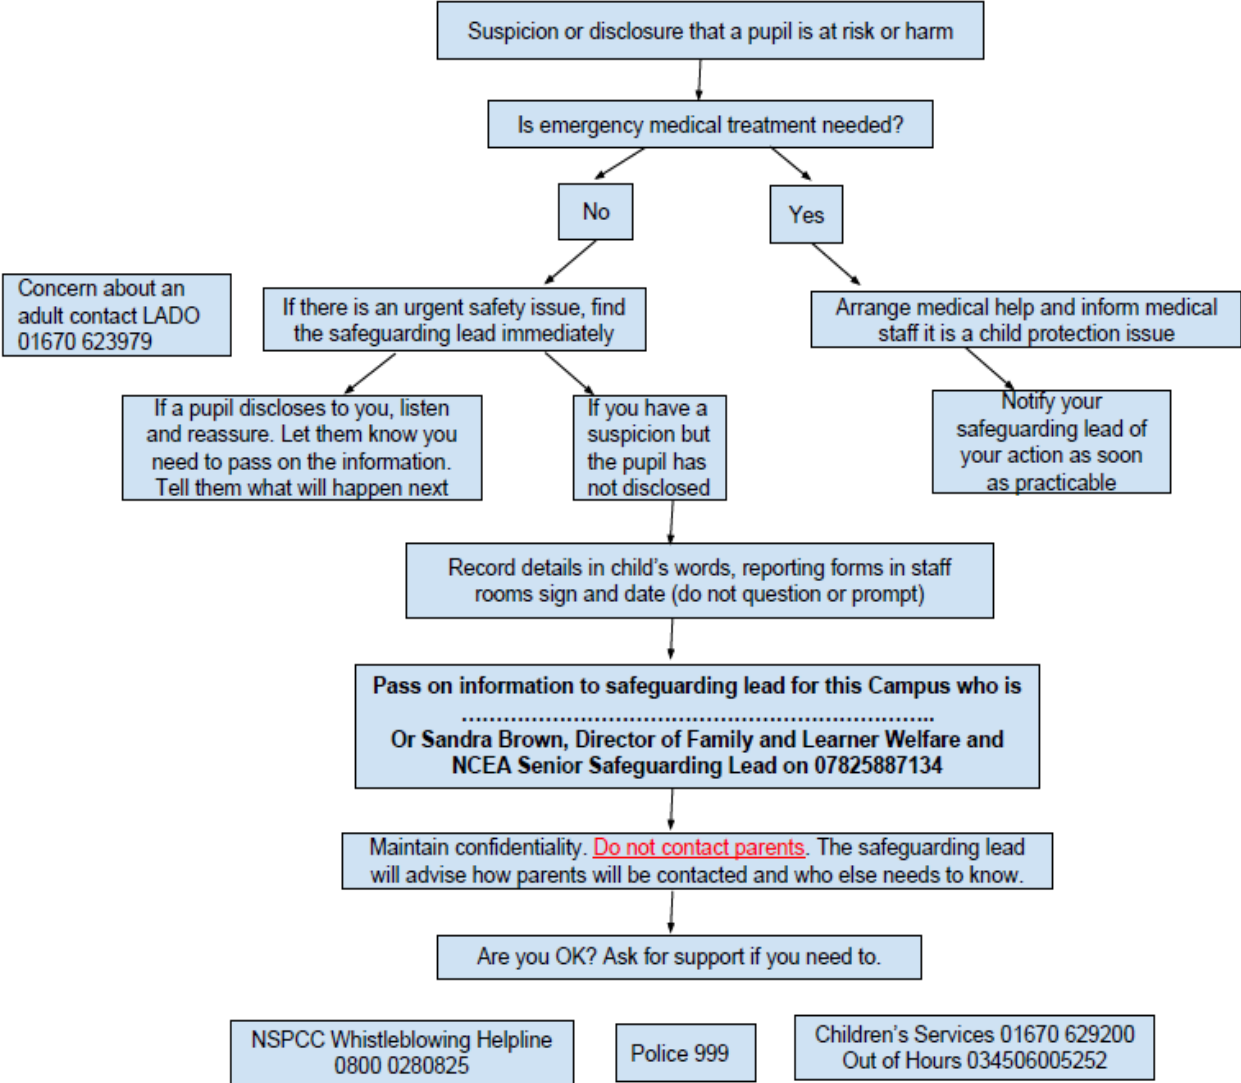 Suspicion or disclosure that a pupil is at risk or harm
Is emergency medical treatment needed?
No
Yes
Concern about an
adult contact LADO
01670 623979
If there is an urgent safety issue, find
the safeguarding lead immediately
Arrange medical help and inform medical
staff it is a child protection issue
If a pupil discloses to you, listen
and reassure. Let them know you
need to pass on the information.
Tell them what will happen next
If you have a
suspicion but
the pupil has
not disclosed
Notify your
safeguarding lead of
your action as soon
as practicable
Record details in child's words, reporting forms in staff
rooms sign and date (do not question or prompt)
Pass on information to safeguarding lead for this Campus who is
…………………………………………………………..
Or Sandra Brown, Director of Family and Learner Welfare and
NCEA Senior Safeguarding Lead on 07825887134
Maintain confidentiality. Do not contact parents. The safeguarding lead
will advise how parents will be contacted and who else needs to know.
Are you OK? Ask for support if you need to.
NSPCC Whistleblowing Helpline
0800 0280825
Police 999
Children's Services 01670 629200
Out of Hours 034506005252